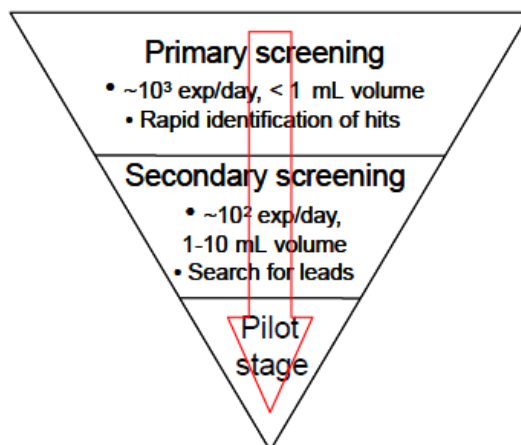 Primary screening
• ~10³ exp/day, < 1 mL volume
• Rapid identification of hits
Secondary screening
• ~10² exp/day,
1-10 mL volume
• Search for leads
Pilot
stage